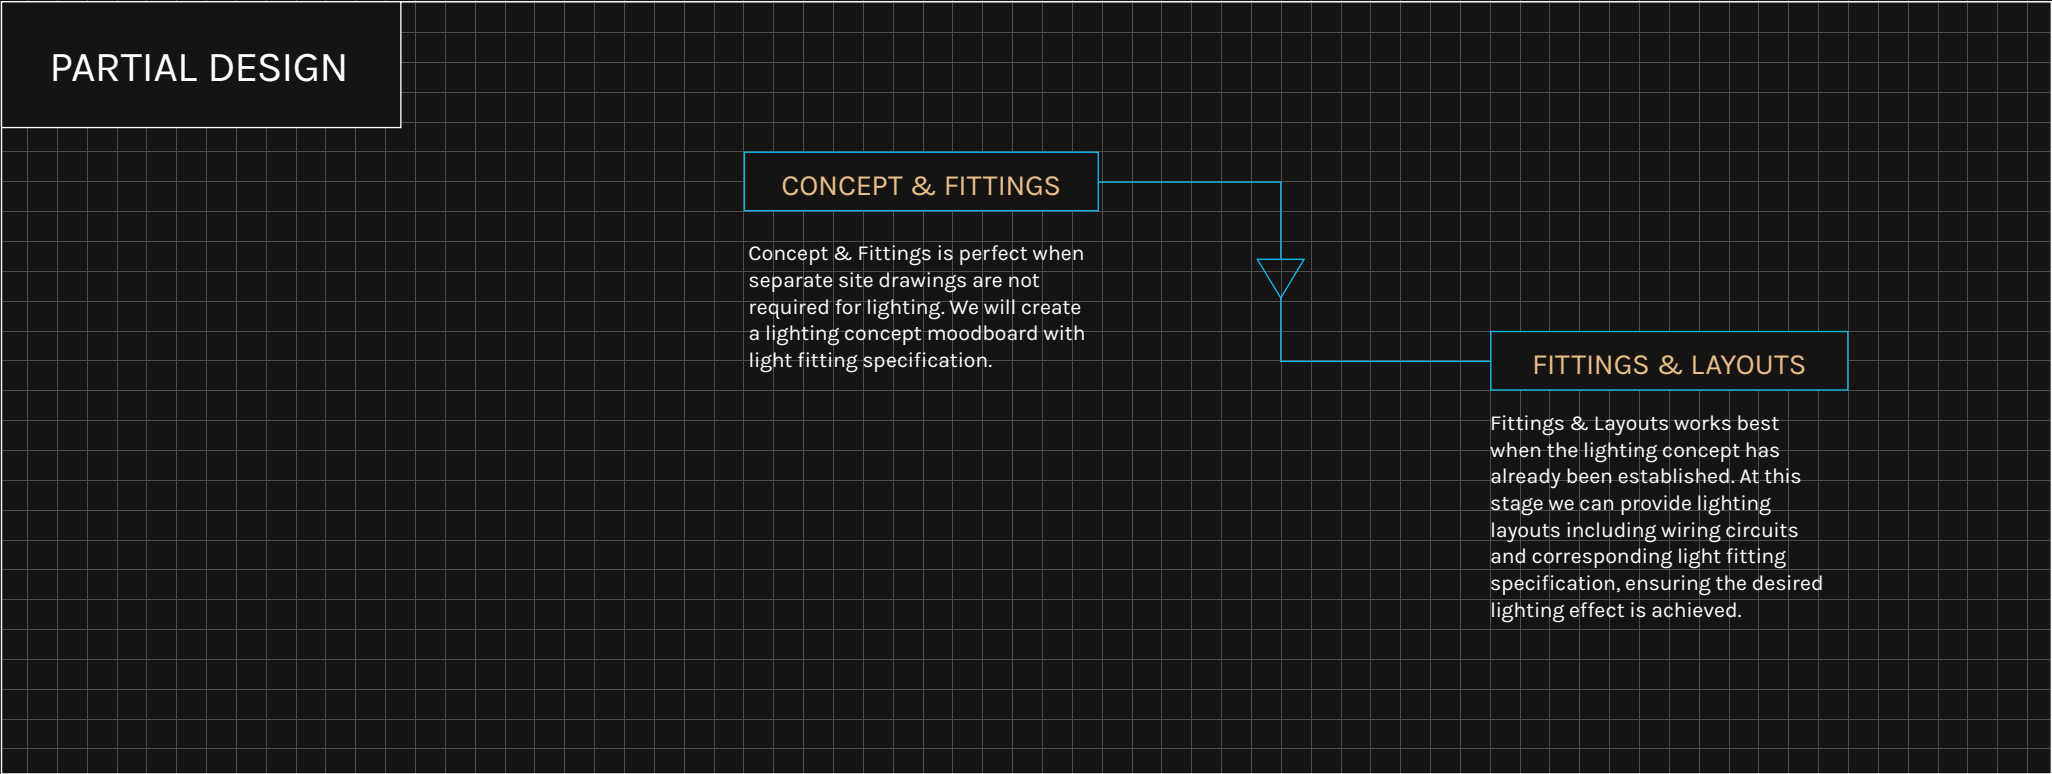 PARTIAL DESIGN
CONCEPT & FITTINGS
Concept & Fittings is perfect when
separate site drawings are not
required for lighting. We will create
a lighting concept moodboard with
light fitting specification.
FITTINGS & LAYOUTS
Fittings & Layouts works best
when the lighting concept has
already been established. At this
stage we can provide lighting
layouts including wiring circuits
and corresponding light fitting
specification, ensuring the desired
lighting effect is achieved.